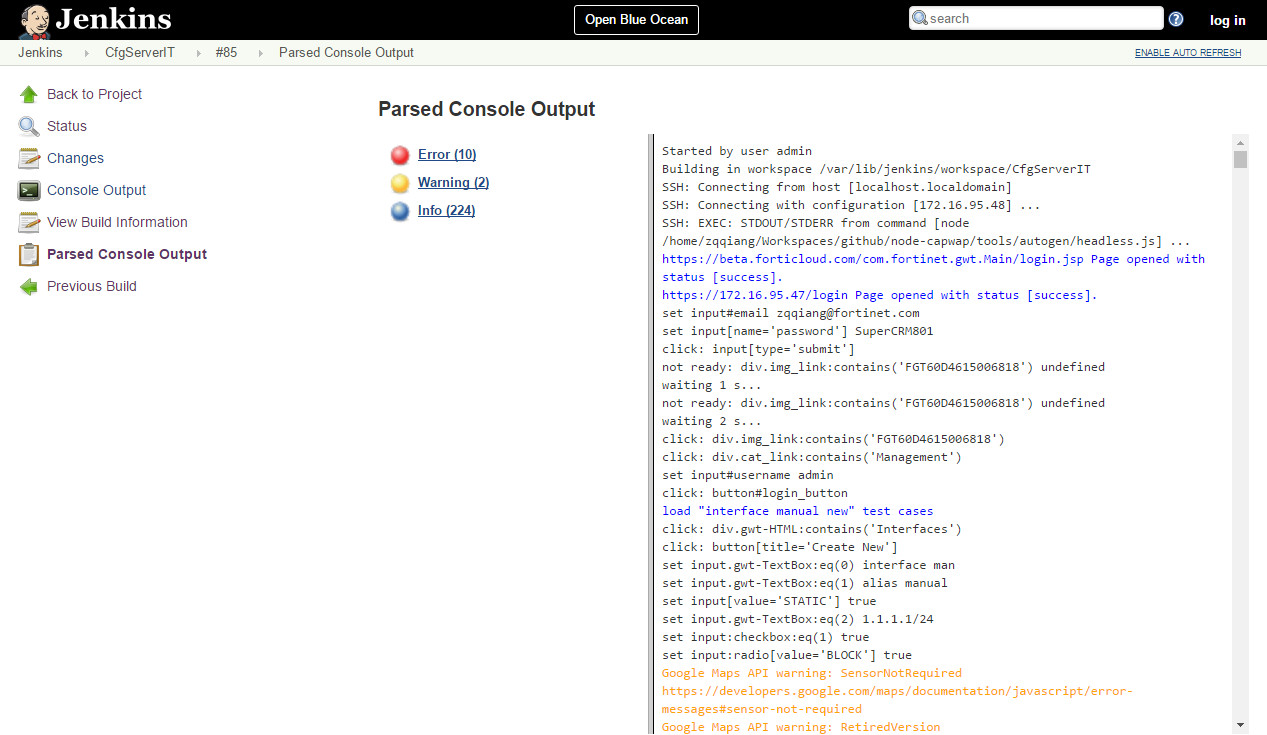 Jenkins
Open Blue Ocean
search
log in
Jenkins CfgServerIT #85 Parsed Console Output
ENABLE AUTO REFRESH
Back to Project
Status
Changes
Console Output
View Build Information
Parsed Console Output
Previous Build
Parsed Console Output
Error (10)
Warning (2)
Info (224)
Started by user admin
Building in workspace /var/lib/jenkins/workspace/CfgServerIT
SSH: Connecting from host [localhost.localdomain]
SSH: Connecting with configuration [172.16.95.48] ...
SSH: EXEC: STDOUT/STDERR from command [node
/home/zqqiang/Workspaces/github/node-capwap/tools/autogen/headless.js] ...
https://beta.forticloud.com/com.fortinet.gwt.Main/login.jsp Page opened with
status [success].
https://172.16.95.47/login Page opened with status [success].
set input#email zqqiang@fortinet.com
set input[name='password'] SuperCRM801
click: input[type='submit']
not ready: div.img_link:contains('FGT60D4615006818') undefined
waiting 1 s...
not ready: div.img_link:contains('FGT60D4615006818') undefined
waiting 2 s...
click: div.img_link:contains('FGT60D4615006818')
click: div.cat_link:contains('Management')
set input#username admin
click: button#login_button
load "interface manual new" test cases
click: div.gwt-HTML:contains('Interfaces')
click: button[title='Create New']
set input.gwt-TextBox:eq(0) interface man
set input.gwt-TextBox:eq(1) alias manual
set input[value='STATIC'] true
set input.gwt-TextBox:eq(2) 1.1.1.1/24
set input:checkbox:eq(1) true
set input:radio[value='BLOCK'] true
Google Maps API warning: SensorNotRequired
https://developers.google.com/maps/documentation/javascript/error-
messages#sensor-not-required
Google Maps API warning: RetiredVersion